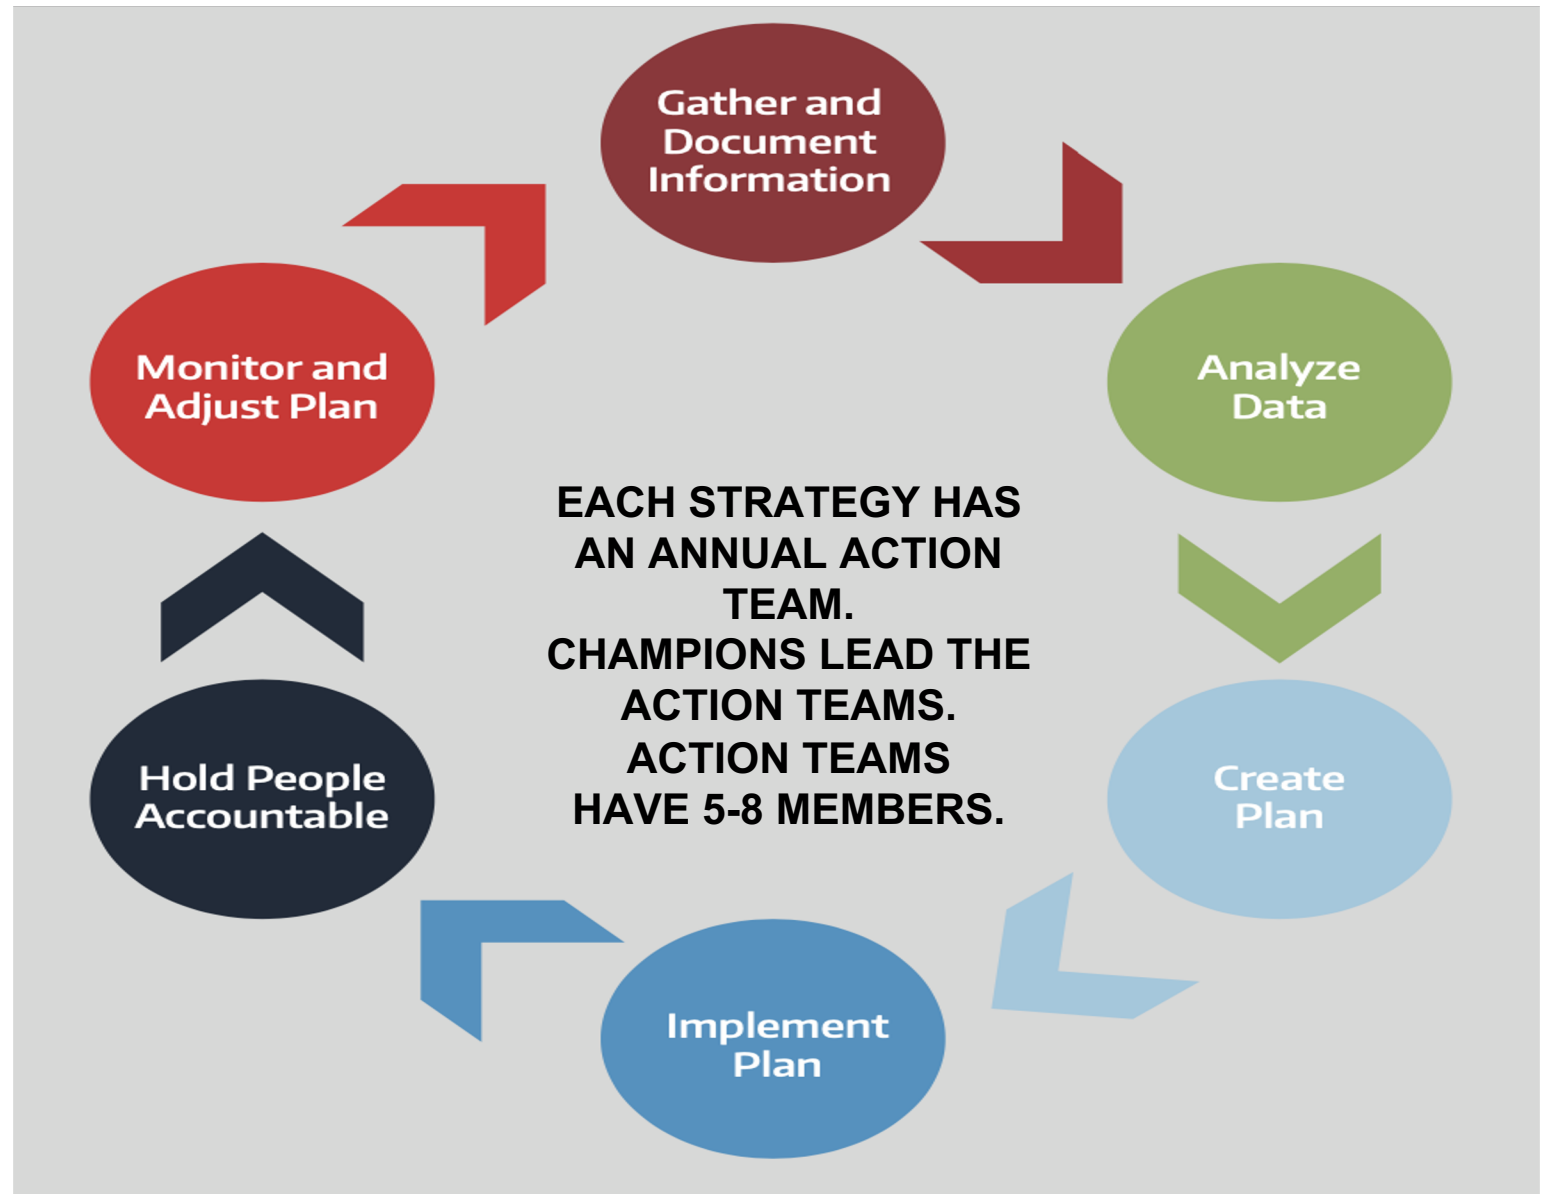 Gather and
Document
Information
Analyze
Data
Create
Plan
Implement
Plan
Hold People
Accountable
Monitor and
Adjust Plan
EACH STRATEGY HAS
AN ANNUAL ACTION
TEAM.
CHAMPIONS LEAD THE
ACTION TEAMS.
ACTION TEAMS
HAVE 5-8 MEMBERS.